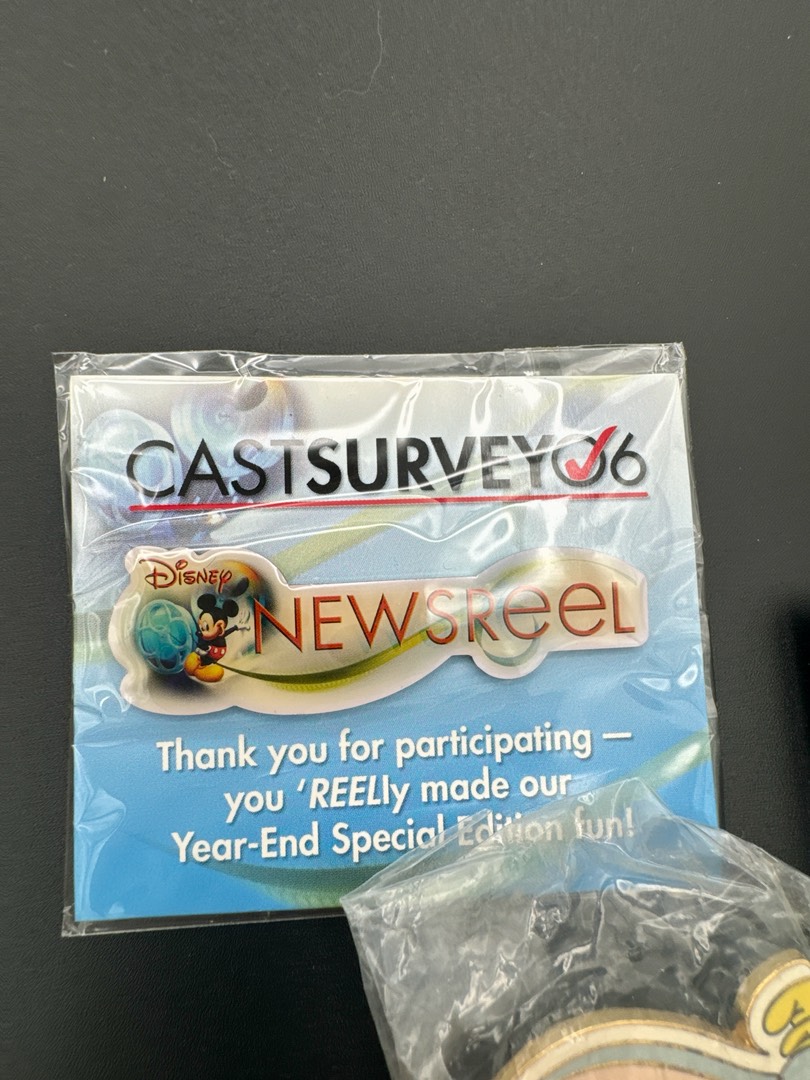 CASTSURVEY06
Disney
NEWSReeL
Thank you for participating —
you ‘REELly made our
Year-End Special Edition fun!